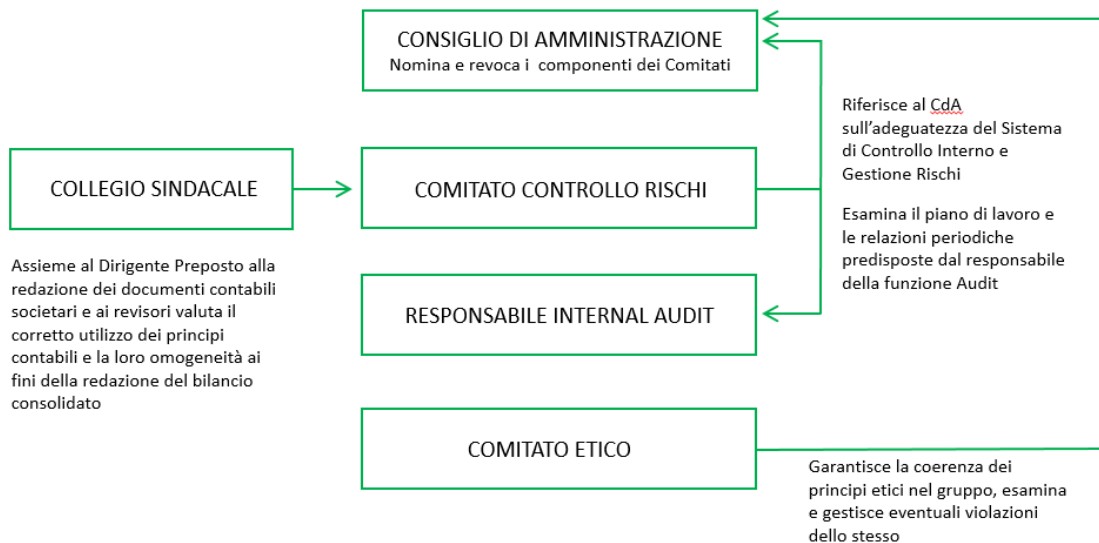 CONSIGLIO DI AMMINISTRAZIONE
Nomina e revoca i componenti dei Comitati
Riferisce al CdA
sull'adeguatezza del Sistema
di Controllo Interno e
Gestione Rischi
COLLEGIO SINDACALE
COMITATO CONTROLLO RISCHI
Esamina il piano di lavoro e
le relazioni periodiche
predisposte dal responsabile
della funzione Audit
Assieme al Dirigente Preposto alla
redazione dei documenti contabili
societari e ai revisori valuta il
corretto utilizzo dei principi
contabili e la loro omogeneità ai
fini della redazione del bilancio
consolidato
RESPONSABILE INTERNAL AUDIT
COMITATO ETICO
Garantisce la coerenza dei
principi etici nel gruppo, esamina
e gestisce eventuali violazioni
dello stesso